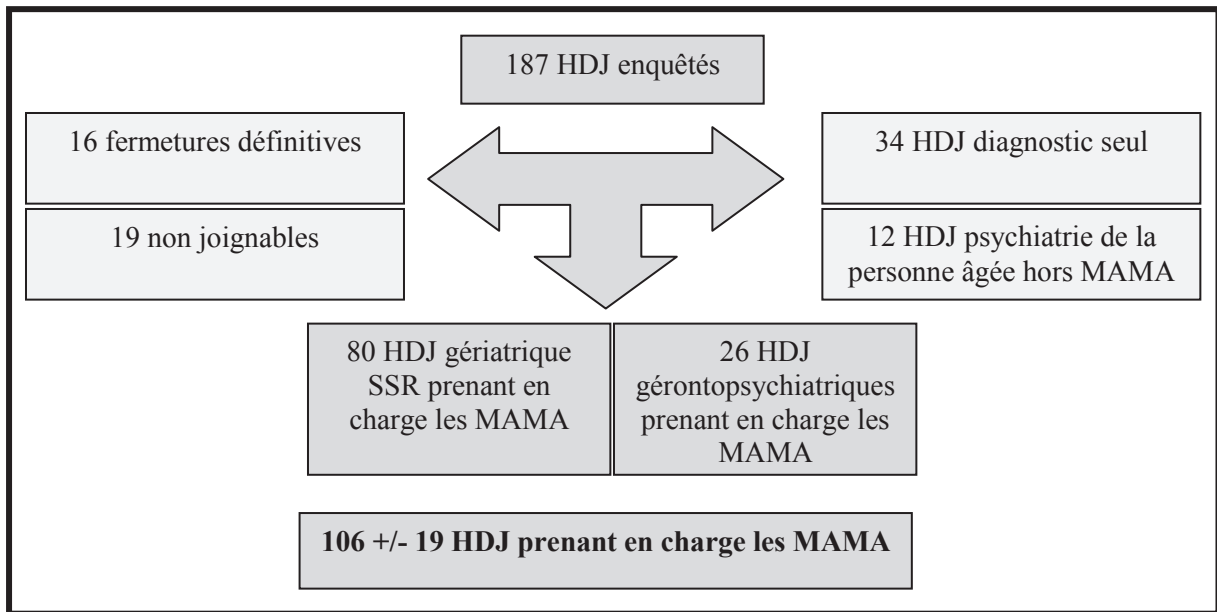 187 HDJ enquêtés
16 fermetures définitives
19 non joignables
34 HDJ diagnostic seul
12 HDJ psychiatrie de la
personne âgée hors MAMA
80 HDJ gériatrique
SSR prenant en
charge les MAMA
26 HDJ
gérontopsychiatriques
prenant en charge les
MAMA
106 +/- 19 HDJ prenant en charge les MAMA